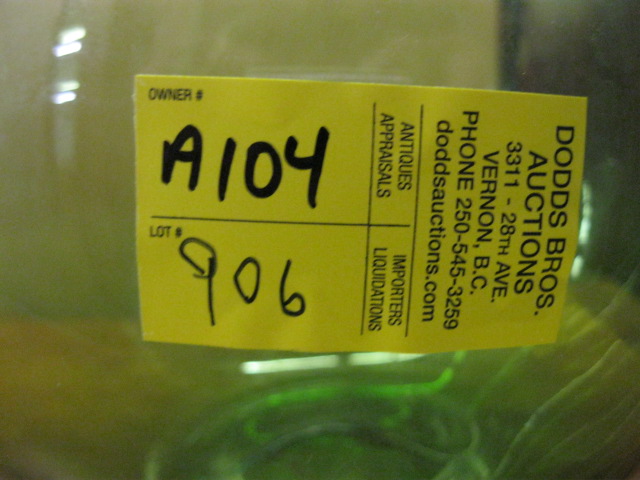 OWNER #
A104
LOT #
906
ANTIQUES
APPRAISALS
IMPORTERS
LIQUIDATIONS
DODDS BROS.
AUCTIONS
3311 - 28TH AVE.
VERNON, B.C.
PHONE 250-545-3259
doddsauctions.com